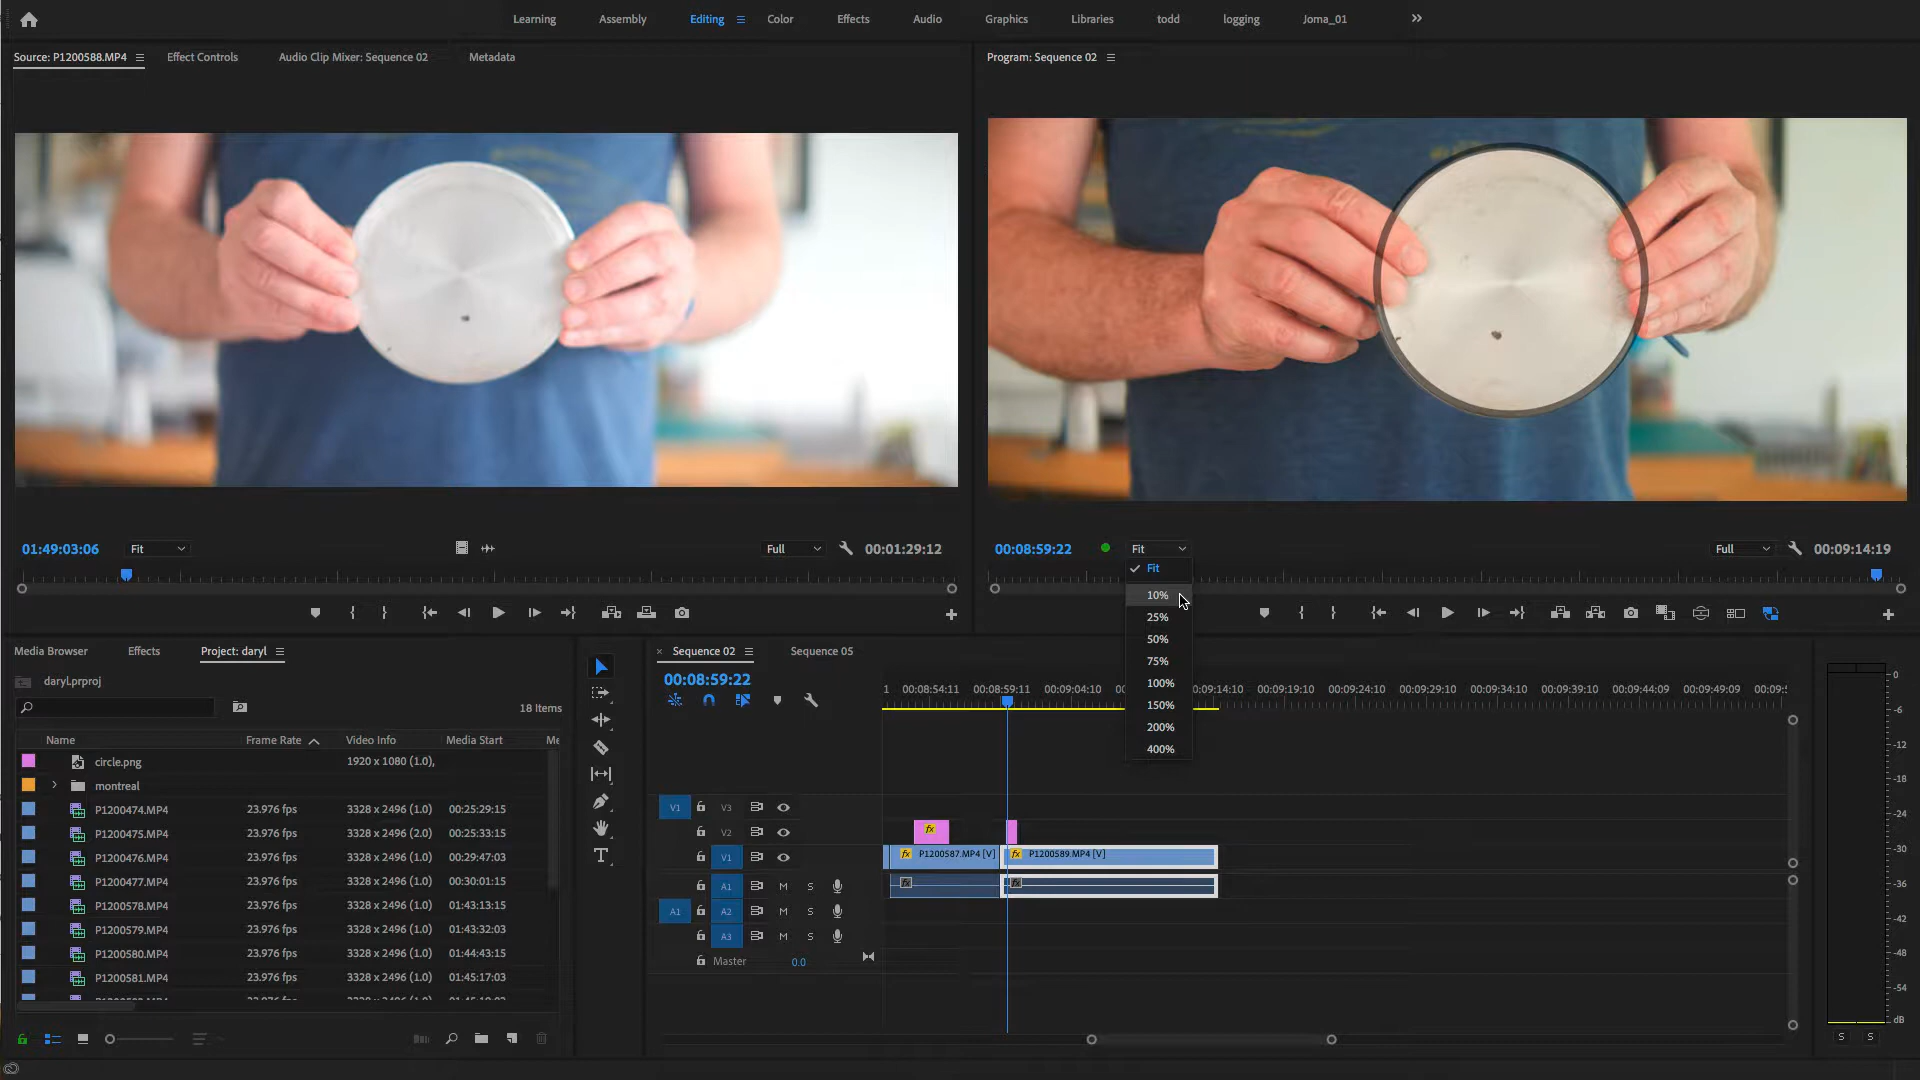 Learning Assembly Editing Color Effects Audio Graphics Libraries todd logging Joma_01
Source: P1200588.MP4 Effect Controls Audio Clip Mixer: Sequence 02 Metadata
Program: Sequence 02
01:49:03:06 Fit Full 00:01:29:12
00:08:59:22 Fit Full 00:09:14:19
Fit
10%
25%
50%
75%
100%
150%
200%
400%
Media Browser Effects Project: daryl
daryl.prproj
18 Items
Name Frame Rate Video Info Media Start Me
circle.png 1920 x 1080 (1.0),
montreal
P1200474.MP4 23.976 fps 3328 x 2496 (1.0) 00:25:29:15
P1200475.MP4 23.976 fps 3328 x 2496 (2.0) 00:25:33:15
P1200476.MP4 23.976 fps 3328 x 2496 (1.0) 00:29:47:03
P1200477.MP4 23.976 fps 3328 x 2496 (1.0) 00:30:01:15
P1200578.MP4 23.976 fps 3328 x 2496 (1.0) 01:43:13:15
P1200579.MP4 23.976 fps 3328 x 2496 (1.0) 01:43:32:03
P1200580.MP4 23.976 fps 3328 x 2496 (1.0) 01:44:43:15
P1200581.MP4 23.976 fps 3328 x 2496 (1.0) 01:45:17:03
× Sequence 02 Sequence 05
00:08:59:22
1 00:08:54:11 00:08:59:11 00:09:04:10 00:09:14:10 00:09:19:10 00:09:24:10 00:09:29:10 00:09:34:10 00:09:39:10 00:09:44:09 00:09:49:09 00:09:5
V1 V3
V2 fx
V1 fx P1200587.MP4 [V] fx P1200589.MP4 [V]
A1 M S fx fx
A1 A2 M S
A3 M S
Master 0.0
0
-6
-12
-18
-24
-30
-36
-42
-48
-54
dB
S S